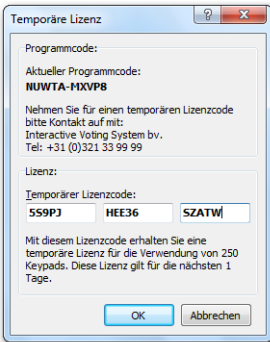 Temporäre Lizenz
Programmcode:
Aktueller Programmcode:
NUWTA-MXVP8
Nehmen Sie für einen temporären Lizenzcode
bitte Kontakt auf mit:
Interactive Voting System bv.
Tel: +31 (0)321 33 99 99
Lizenz:
Temporärer Lizenzcode:
5S9PJ HEE36 SZATW
Mit diesem Lizenzcode erhalten Sie eine
temporäre Lizenz für die Verwendung von 250
Keypads. Diese Lizenz gilt für die nächsten 1
Tage.
OK Abbrechen